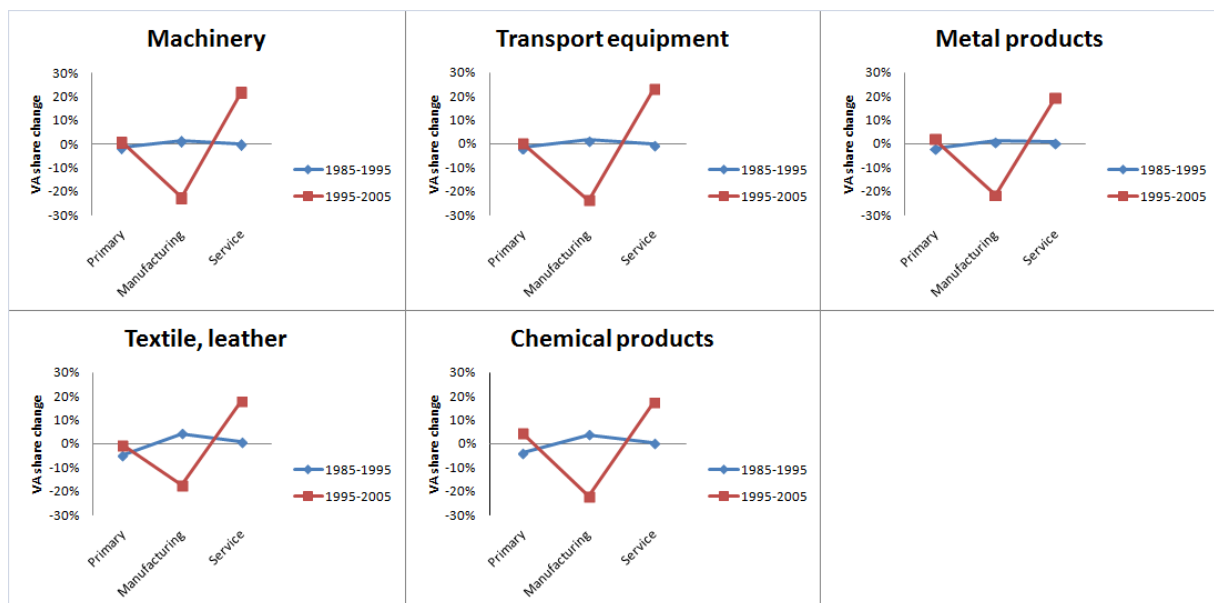 Machinery
VA share change
30%
20%
10%
0%
-10%
-20%
-30%
Primary
Manufacturing
Service
1985-1995
1995-2005
Transport equipment
VA share change
30%
20%
10%
0%
-10%
-20%
-30%
Primary
Manufacturing
Service
1985-1995
1995-2005
Metal products
VA share change
30%
20%
10%
0%
-10%
-20%
-30%
Primary
Manufacturing
Service
1985-1995
1995-2005
Textile, leather
VA share change
30%
20%
10%
0%
-10%
-20%
-30%
Primary
Manufacturing
Service
1985-1995
1995-2005
Chemical products
VA share change
30%
20%
10%
0%
-10%
-20%
-30%
Primary
Manufacturing
Service
1985-1995
1995-2005